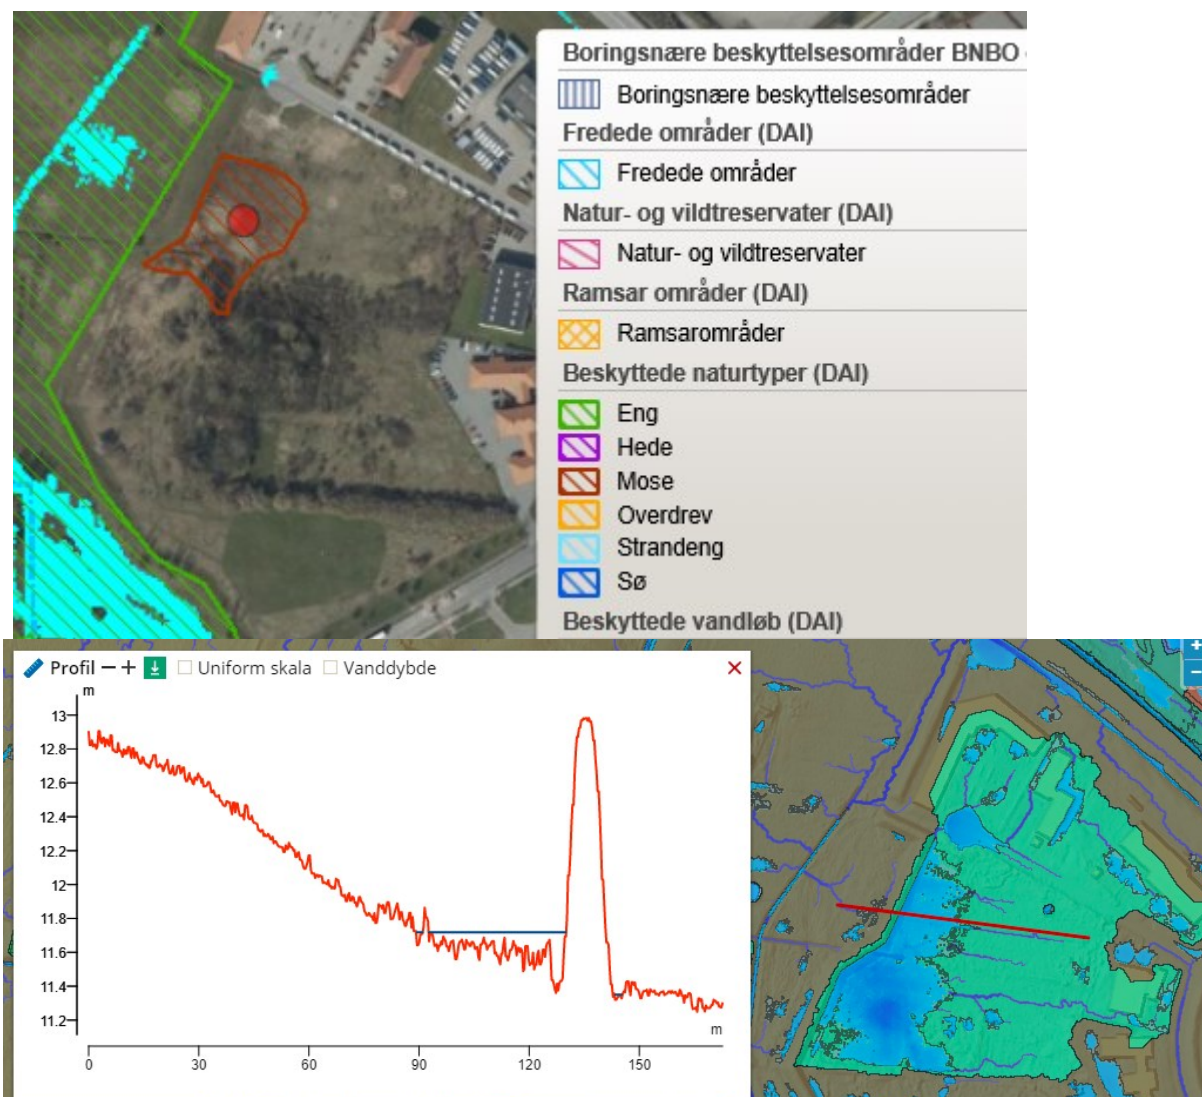 Boringsnære beskyttelsesområder BNBO
Boringsnære beskyttelsesområder
Fredede områder (DAI)
Fredede områder
Natur- og vildtreservater (DAI)
Natur- og vildtreservater
Ramsar områder (DAI)
Ramsarområder
Beskyttede naturtyper (DAI)
Eng
Hede
Mose
Overdrev
Strandeng
Sø
Beskyttede vandløb (DAI)
Profil − + Uniform skala Vanddybde
m
13
12.8
12.6
12.4
12.2
12
11.8
11.6
11.4
11.2
m
0 30 60 90 120 150
+
−